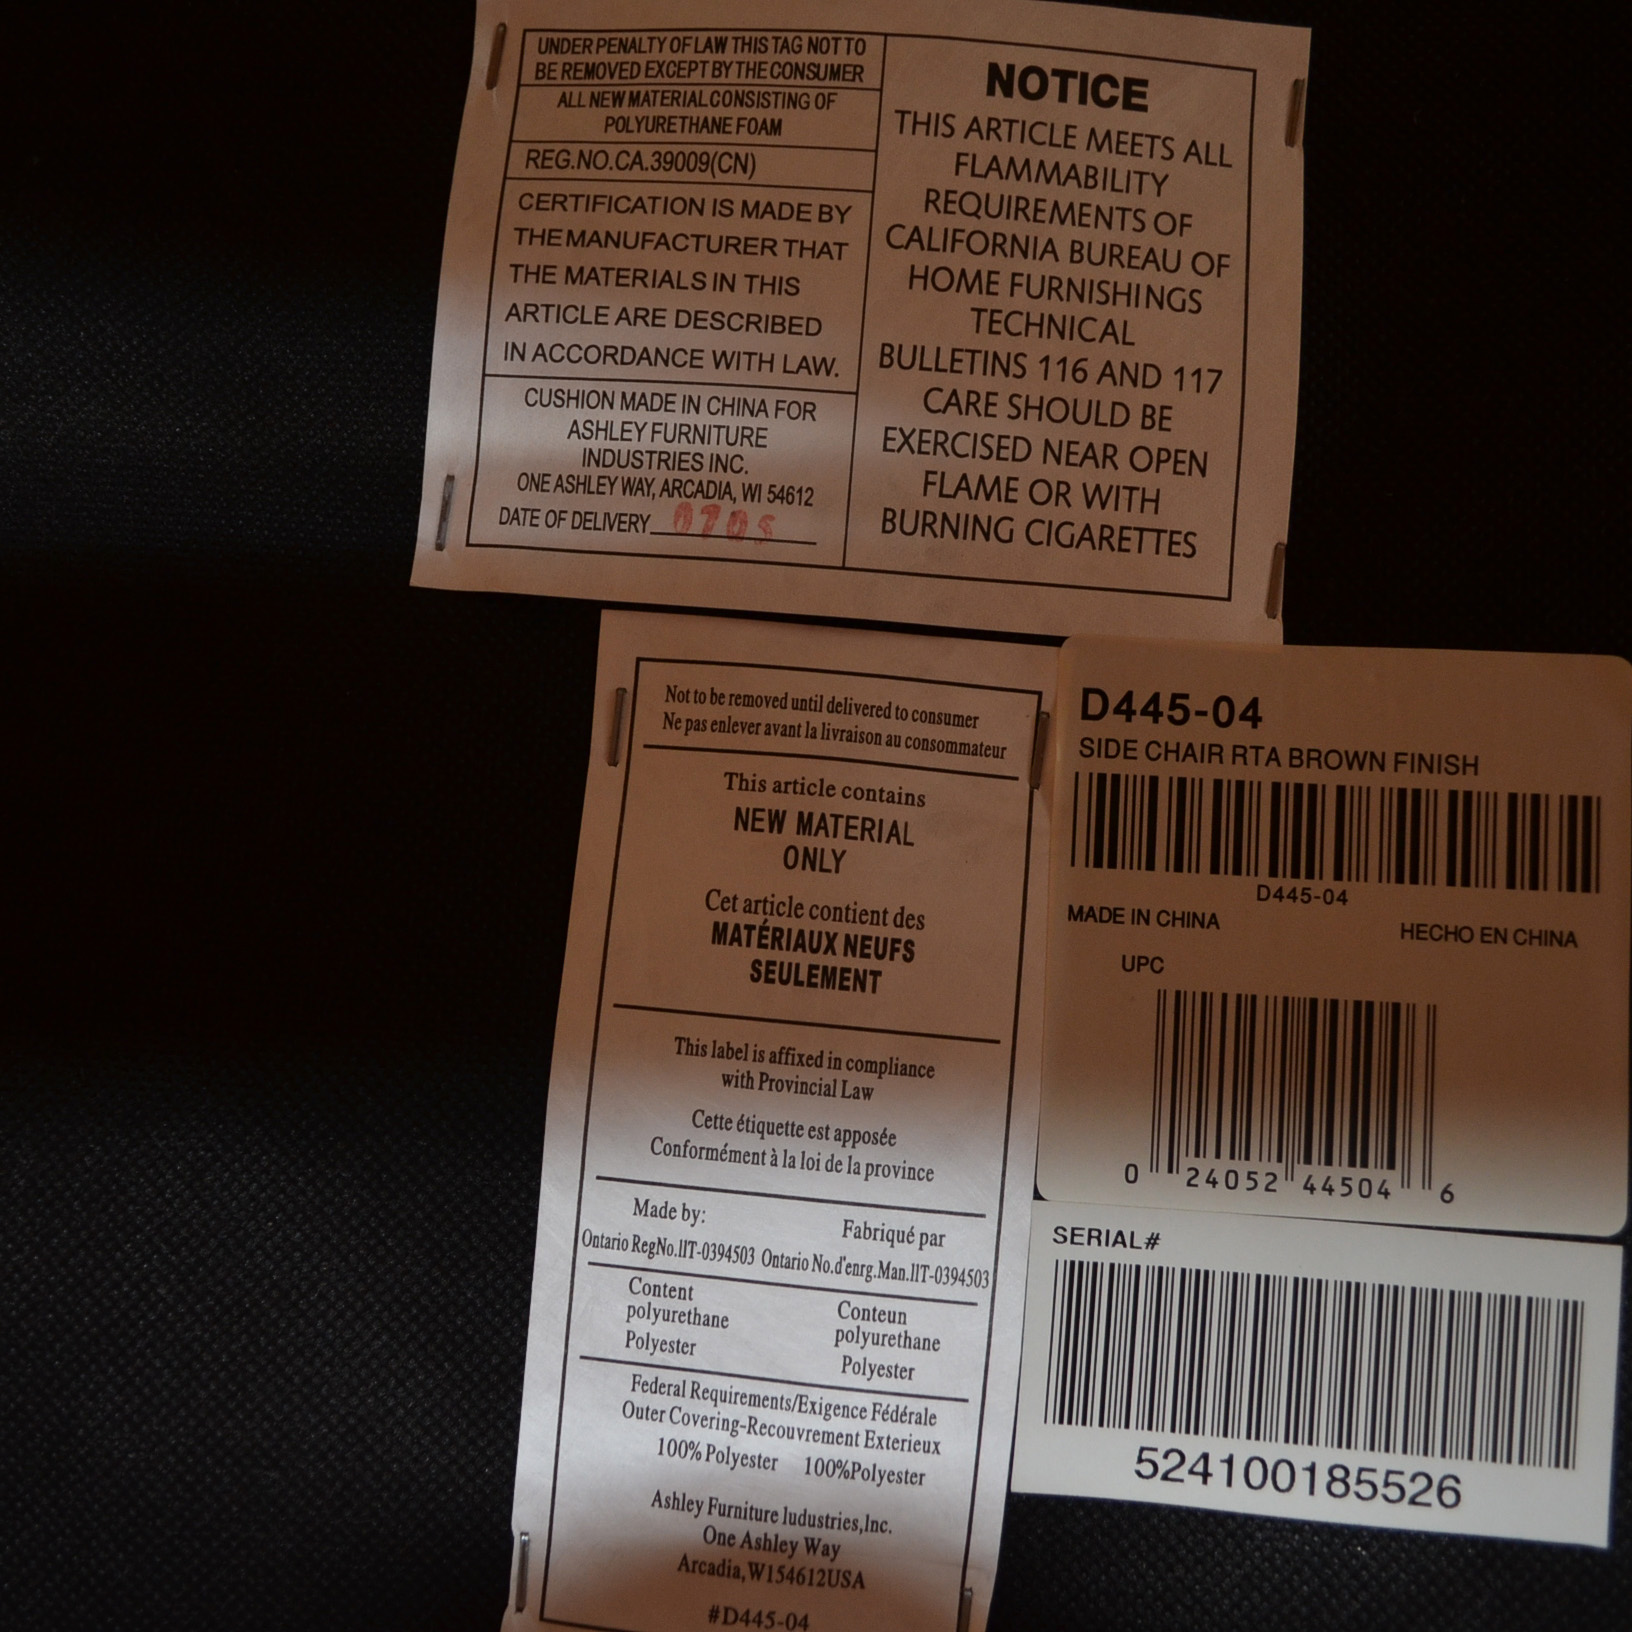 UNDER PENALTY OF LAW THIS TAG NOT TO
BE REMOVED EXCEPT BY THE CONSUMER
ALL NEW MATERIAL CONSISTING OF
POLYURETHANE FOAM
REG.NO.CA.39009(CN)
CERTIFICATION IS MADE BY
THE MANUFACTURER THAT
THE MATERIALS IN THIS
ARTICLE ARE DESCRIBED
IN ACCORDANCE WITH LAW.
CUSHION MADE IN CHINA FOR
ASHLEY FURNITURE
INDUSTRIES INC.
ONE ASHLEY WAY, ARCADIA, WI 54612
DATE OF DELIVERY 0705
NOTICE
THIS ARTICLE MEETS ALL
FLAMMABILITY
REQUIREMENTS OF
CALIFORNIA BUREAU OF
HOME FURNISHINGS
TECHNICAL
BULLETINS 116 AND 117
CARE SHOULD BE
EXERCISED NEAR OPEN
FLAME OR WITH
BURNING CIGARETTES
Not to be removed until delivered to consumer
Ne pas enlever avant la livraison au consommateur
This article contains
NEW MATERIAL
ONLY
Cet article contient des
MATÉRIAUX NEUFS
SEULEMENT
This label is affixed in compliance
with Provincial Law
Cette étiquette est apposée
Conformément à la loi de la province
Made by: Fabriqué par
Ontario RegNo.llT-0394503 Ontario No.d'enrg.Man.llT-0394503
Content Conteun
polyurethane polyurethane
Polyester Polyester
Federal Requirements/Exigence Fédérale
Outer Covering-Recouvrement Exterieux
100% Polyester 100%Polyester
Ashley Furniture ludustries,Inc.
One Ashley Way
Arcadia,W154612USA
#D445-04
D445-04
SIDE CHAIR RTA BROWN FINISH
D445-04
MADE IN CHINA HECHO EN CHINA
UPC
0 24052 44504 6
SERIAL#
524100185526